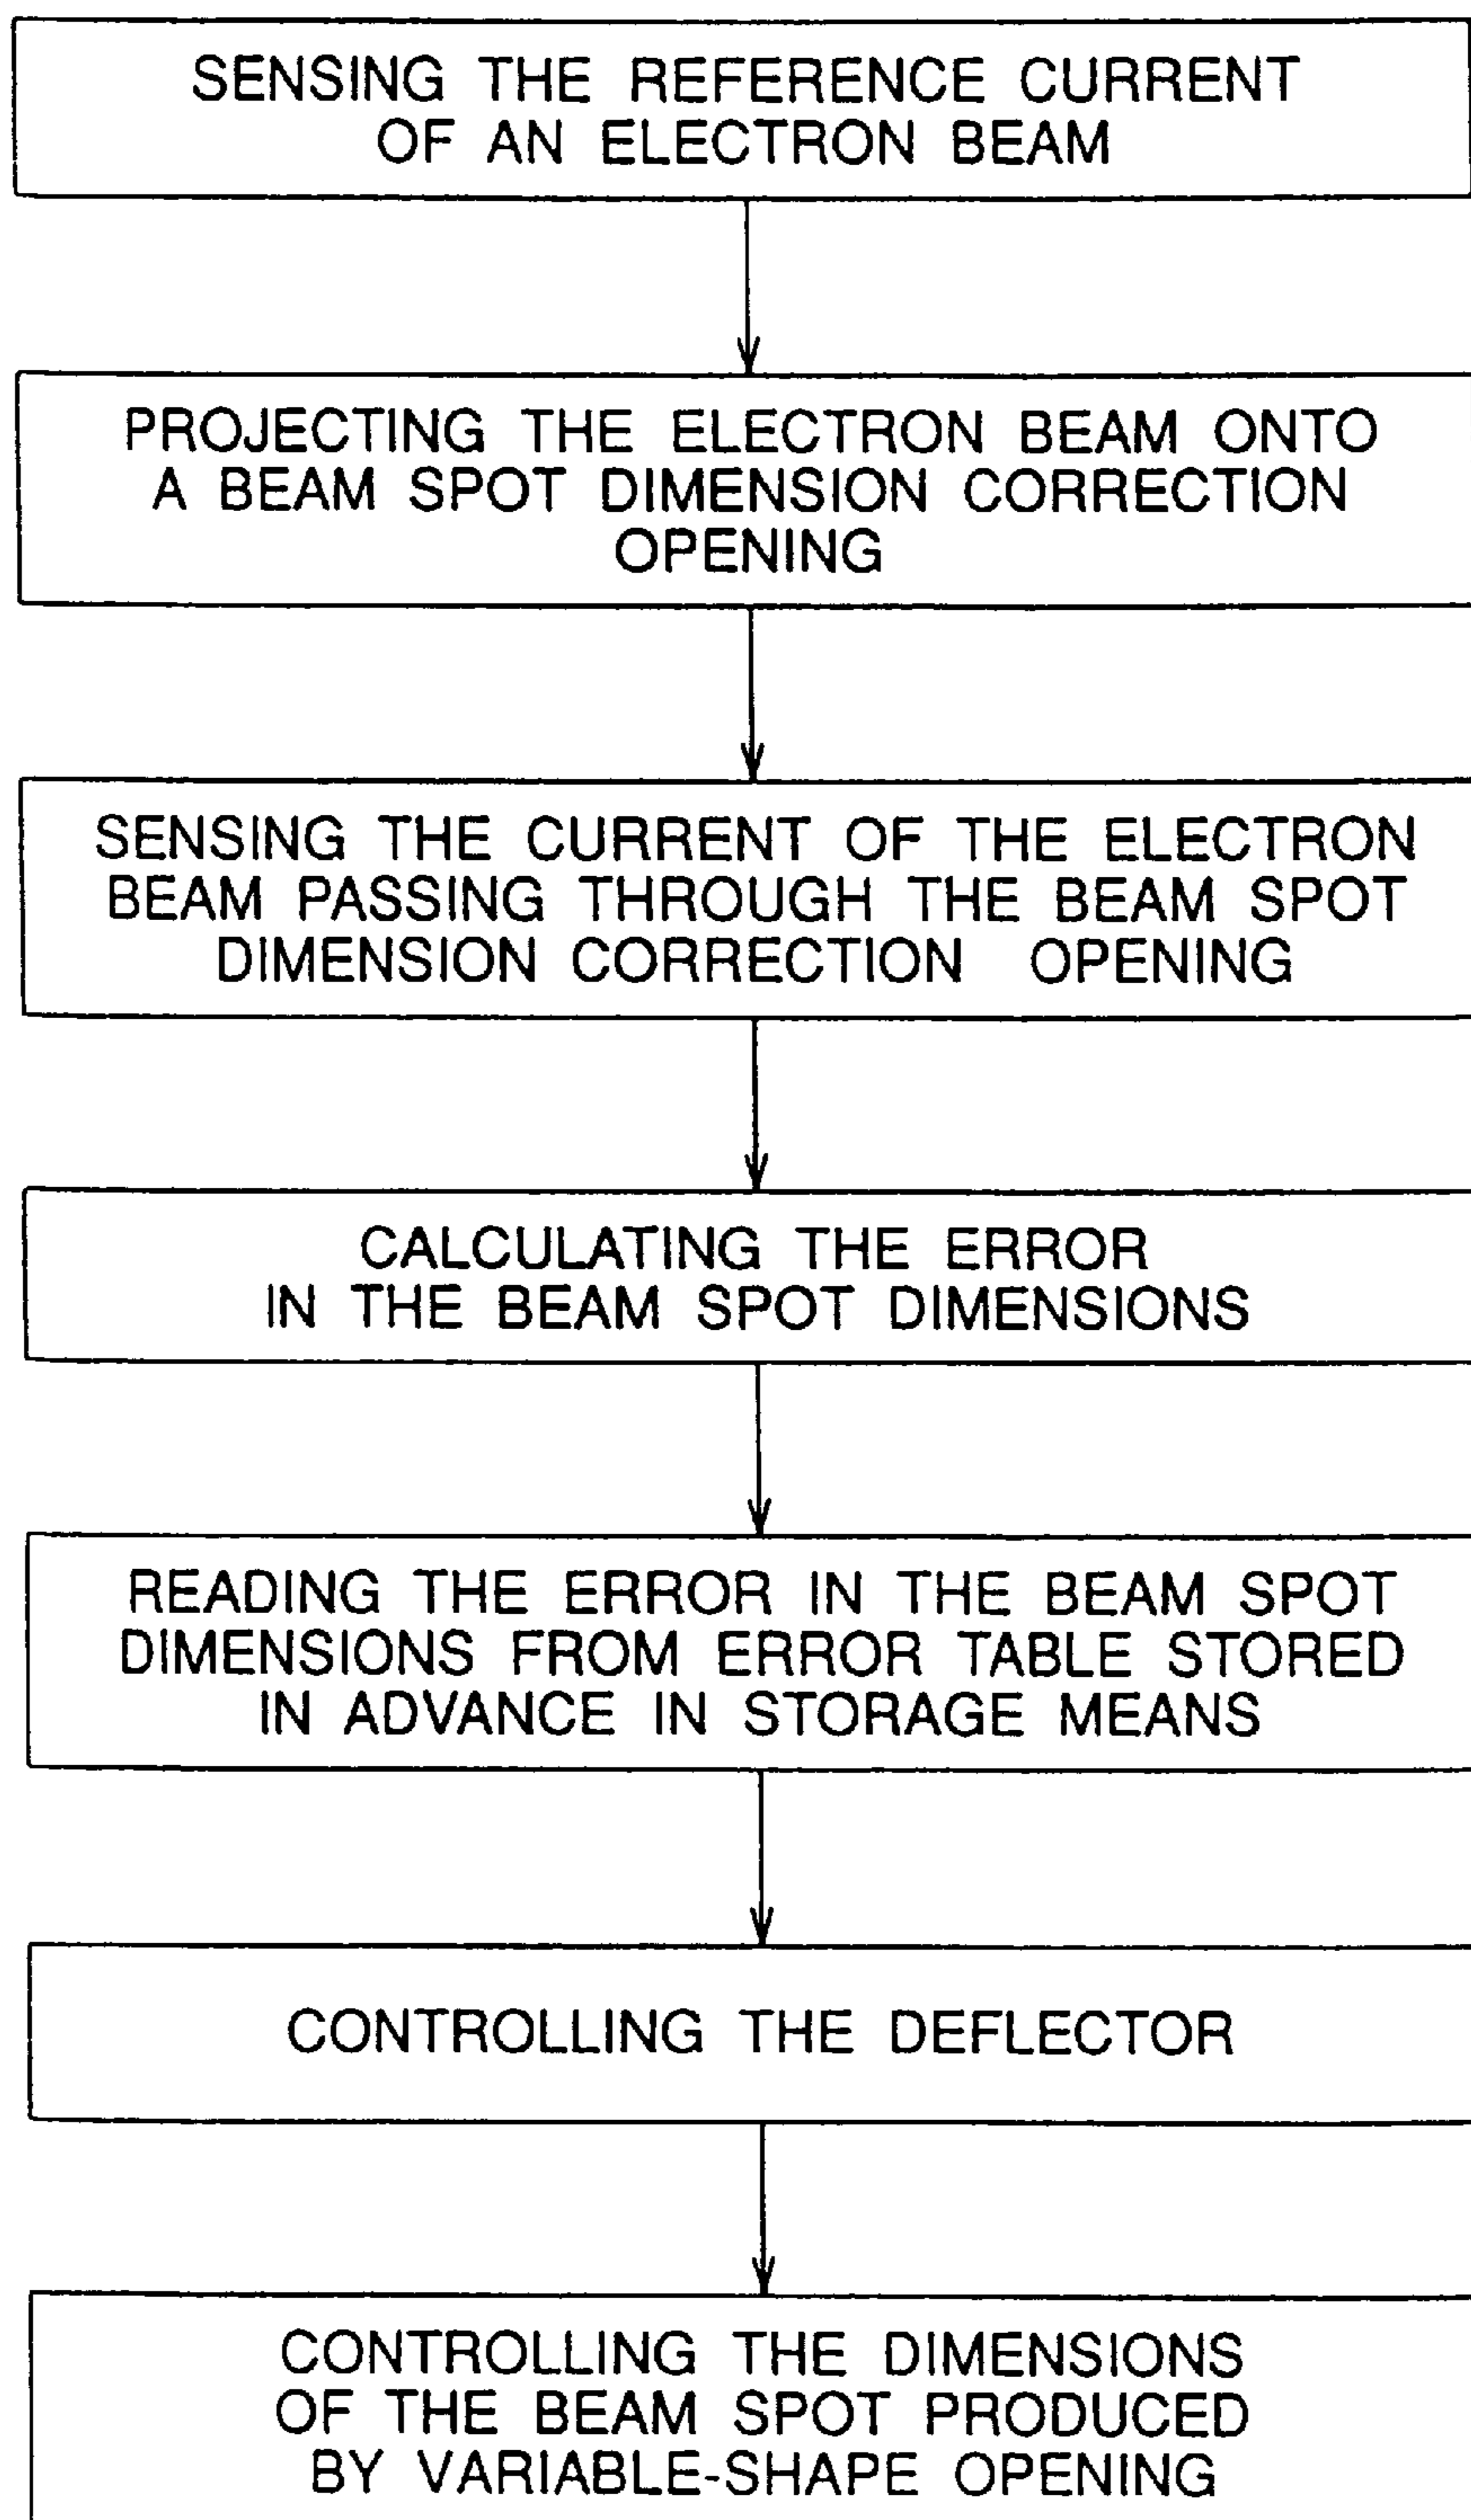 SENSING THE REFERENCE CURRENT
OF AN ELECTRON BEAM
PROJECTING THE ELECTRON BEAM ONTO
A BEAM SPOT DIMENSION CORRECTION
OPENING
SENSING THE CURRENT OF THE ELECTRON
BEAM PASSING THROUGH THE BEAM SPOT
DIMENSION CORRECTION OPENING
CALCULATING THE ERROR
IN THE BEAM SPOT DIMENSIONS
READING THE ERROR IN THE BEAM SPOT
DIMENSIONS FROM ERROR TABLE STORED
IN ADVANCE IN STORAGE MEANS
CONTROLLING THE DEFLECTOR
CONTROLLING THE DIMENSIONS
OF THE BEAM SPOT PRODUCED
BY VARIABLE-SHAPE OPENING